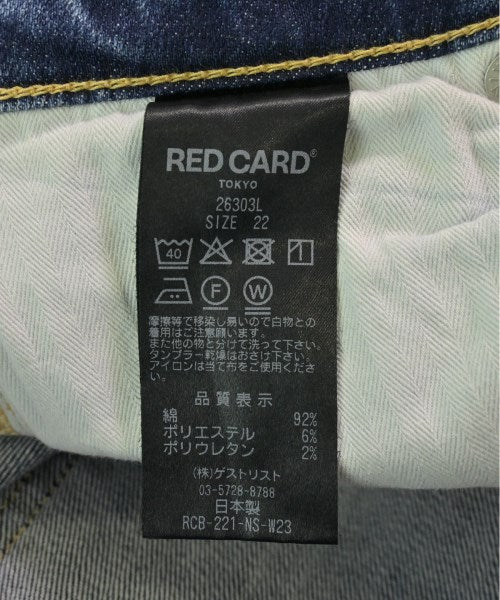 RED CARD®
TOKYO
26303L
SIZE 22
40
F W
摩擦等で移染し易いので白物との
着用はご注意願います。
また他の物と分けて洗って下さい。
タンブラー乾燥はおさけ下さい。
アイロンは当て布をご使用くださ
い。
品質表示
綿 92%
ポリエステル 6%
ポリウレタン 2%
(株)ゲストリスト
03-5728-8788
日本製
RCB-221-NS-W23